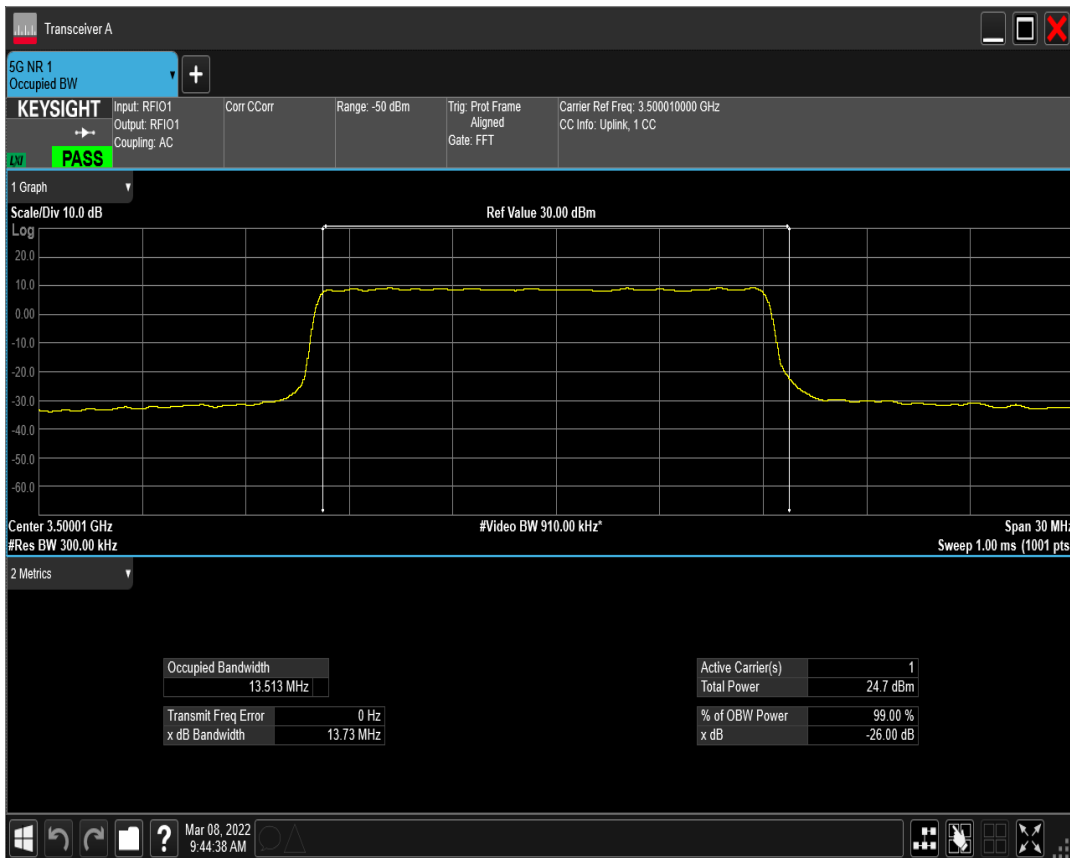 Transceiver A
5G NR 1
Occupied BW
+
KEYSIGHT
LXI
PASS
Input: RFIO1
Output: RFIO1
Coupling: AC
Corr CCorr
Range: -50 dBm
Trig: Prot Frame
Aligned
Gate: FFT
Carrier Ref Freq: 3.500010000 GHz
CC Info: Uplink, 1 CC
1 Graph
Scale/Div 10.0 dB
Ref Value 30.00 dBm
Log
20.0
10.0
0.00
-10.0
-20.0
-30.0
-40.0
-50.0
-60.0
Center 3.50001 GHz
#Video BW 910.00 kHz*
Span 30 MHz
#Res BW 300.00 kHz
Sweep 1.00 ms (1001 pts
2 Metrics
Occupied Bandwidth
13.513 MHz
Transmit Freq Error 0 Hz
x dB Bandwidth 13.73 MHz
Active Carrier(s) 1
Total Power 24.7 dBm
% of OBW Power 99.00 %
x dB -26.00 dB
?
Mar 08, 2022
9:44:38 AM